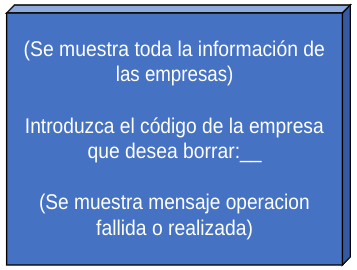 (Se muestra toda la información de
las empresas)
Introduzca el código de la empresa
que desea borrar:__
(Se muestra mensaje operacion
fallida o realizada)